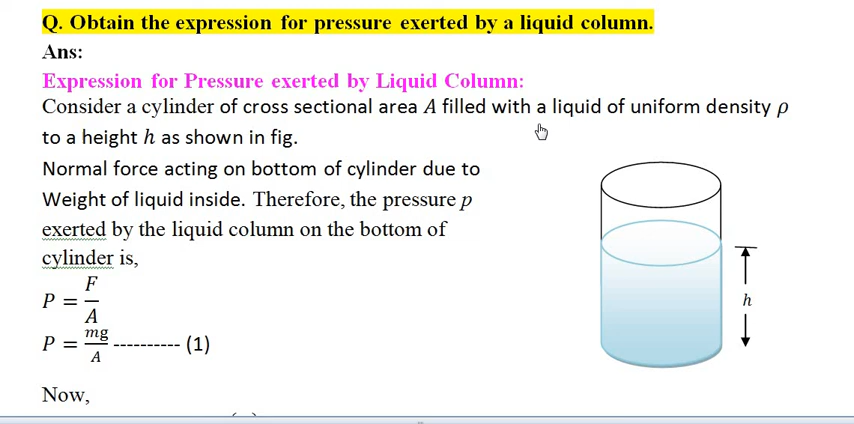 Q. Obtain the expression for pressure exerted by a liquid column.
Ans:
Expression for Pressure exerted by Liquid Column:
Consider a cylinder of cross sectional area A filled with a liquid of uniform density ρ
to a height h as shown in fig.
Normal force acting on bottom of cylinder due to
Weight of liquid inside. Therefore, the pressure p
exerted by the liquid column on the bottom of
cylinder is,
P = F/A
P = mg/A ---------- (1)
h
Now,